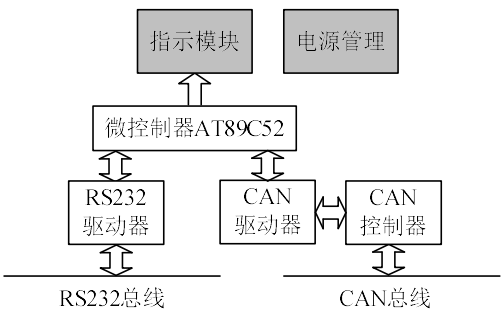 指示模块
电源管理
微控制器AT89C52
RS232
驱动器
CAN
驱动器
CAN
控制器
RS232总线
CAN总线